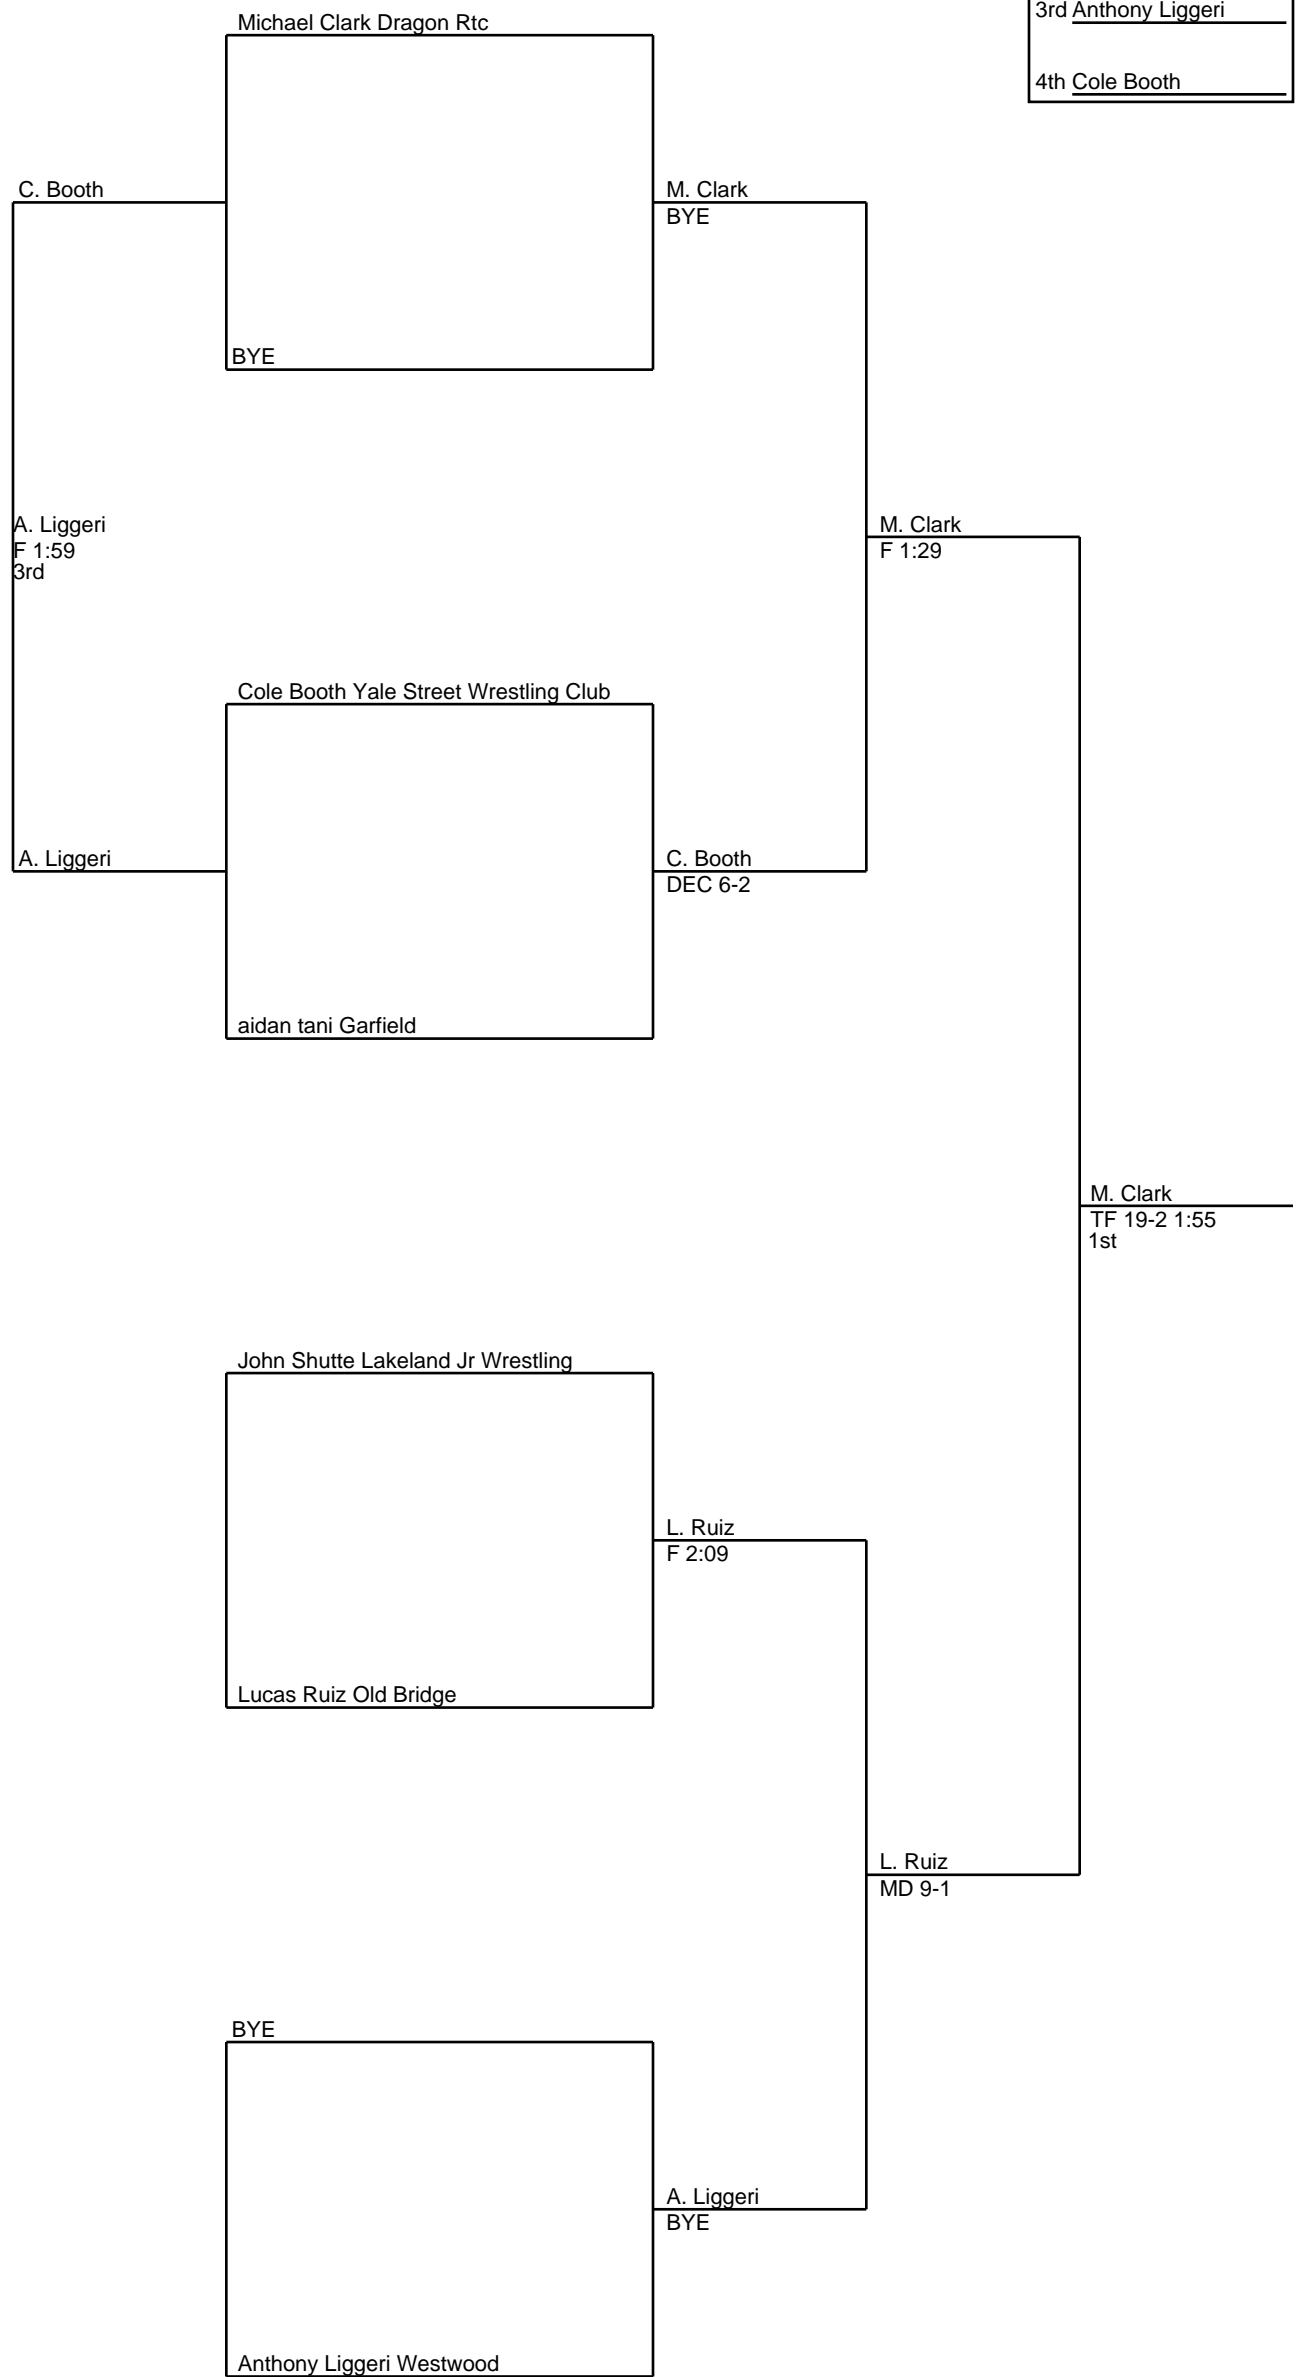 3rd Anthony Liggeri
Michael Clark Dragon Rtc
4th Cole Booth
C. Booth
M. Clark
BYE
BYE
A. Liggeri
F 1:59
3rd
M. Clark
F 1:29
Cole Booth Yale Street Wrestling Club
A. Liggeri
C. Booth
DEC 6-2
aidan tani Garfield
M. Clark
TF 19-2 1:55
1st
John Shutte Lakeland Jr Wrestling
L. Ruiz
F 2:09
Lucas Ruiz Old Bridge
L. Ruiz
MD 9-1
BYE
A. Liggeri
BYE
Anthony Liggeri Westwood